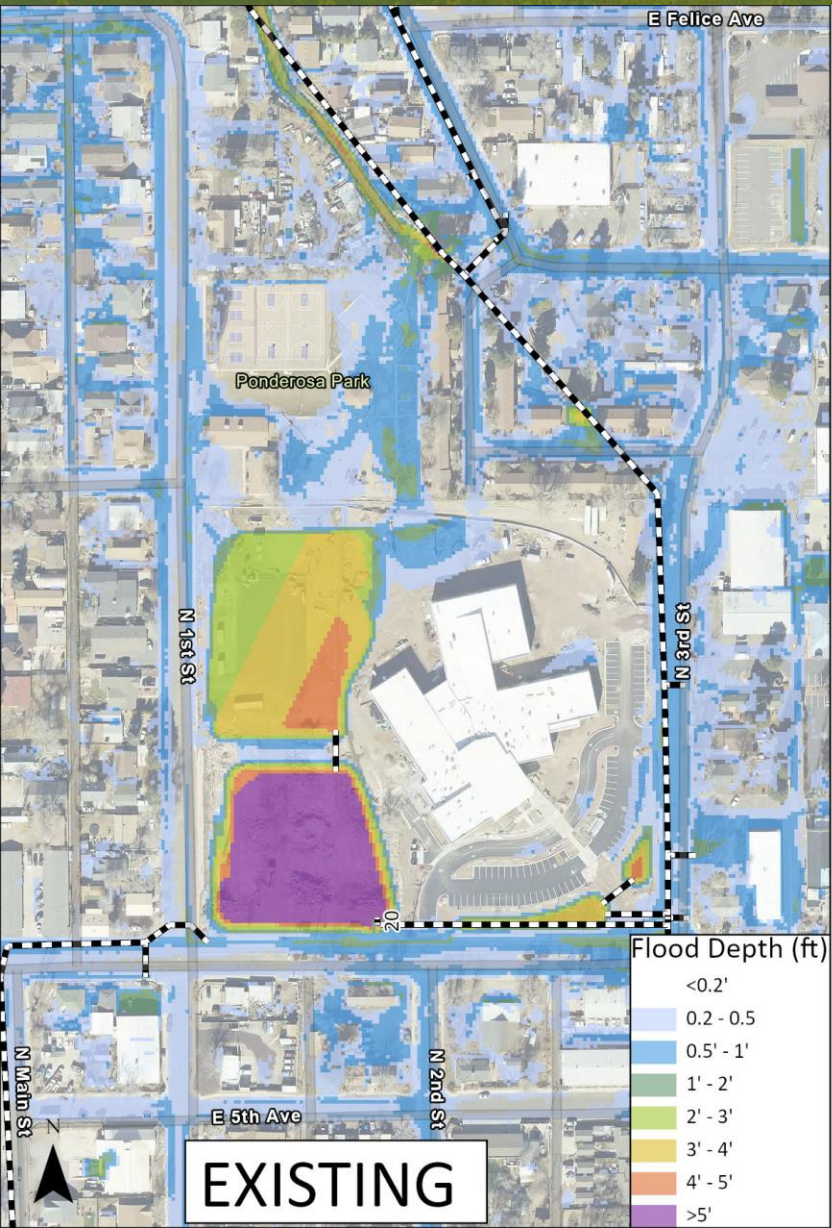 E Felice Ave
Ponderosa Park
N 1st St
N 3rd St
20
Flood Depth (ft)
<0.2'
0.2 - 0.5
0.5' - 1'
1' - 2'
2' - 3'
3' - 4'
4' - 5'
>5'
N Main St
N 2nd St
E 5th Ave
N
EXISTING